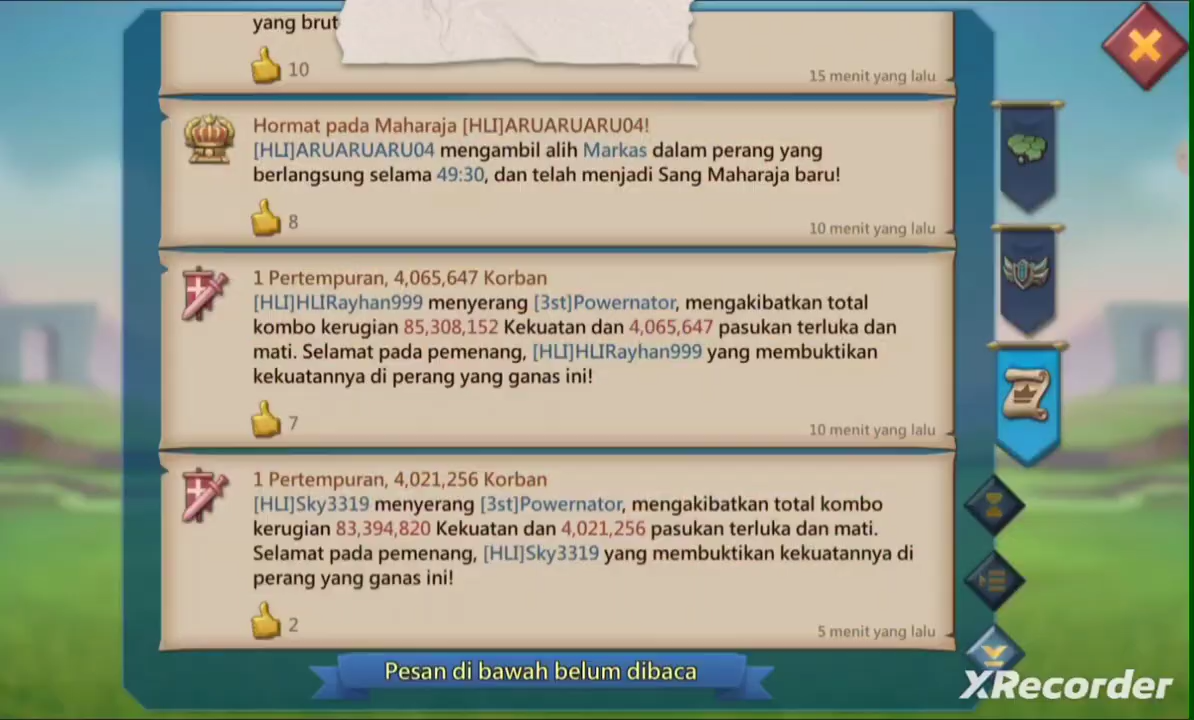 yang brut
10
15 menit yang lalu
Hormat pada Maharaja [HLI]ARUARUARU04!
[HLI]ARUARUARU04 mengambil alih Markas dalam perang yang
berlangsung selama 49:30, dan telah menjadi Sang Maharaja baru!
8
10 menit yang lalu
1 Pertempuran, 4,065,647 Korban
[HLI]HLIRayhan999 menyerang [3st]Powernator, mengakibatkan total
kombo kerugian 85,308,152 Kekuatan dan 4,065,647 pasukan terluka dan
mati. Selamat pada pemenang, [HLI]HLIRayhan999 yang membuktikan
kekuatannya di perang yang ganas ini!
7
10 menit yang lalu
1 Pertempuran, 4,021,256 Korban
[HLI]Sky3319 menyerang [3st]Powernator, mengakibatkan total kombo
kerugian 83,394,820 Kekuatan dan 4,021,256 pasukan terluka dan mati.
Selamat pada pemenang, [HLI]Sky3319 yang membuktikan kekuatannya di
perang yang ganas ini!
2
5 menit yang lalu
Pesan di bawah belum dibaca
XRecorder